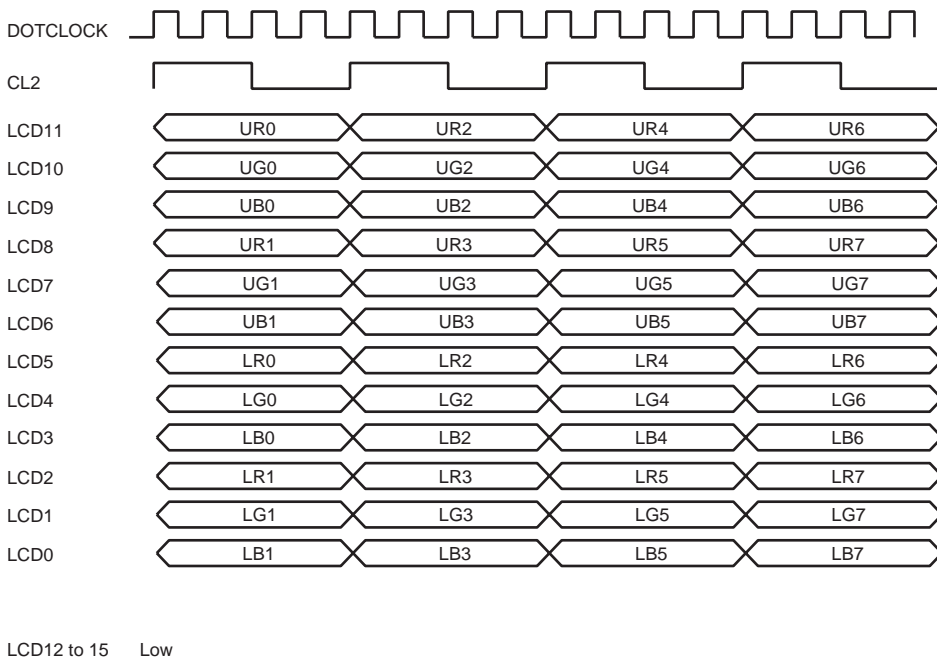 DOTCLOCK
CL2
LCD11 UR0 UR2 UR4 UR6
LCD10 UG0 UG2 UG4 UG6
LCD9 UB0 UB2 UB4 UB6
LCD8 UR1 UR3 UR5 UR7
LCD7 UG1 UG3 UG5 UG7
LCD6 UB1 UB3 UB5 UB7
LCD5 LR0 LR2 LR4 LR6
LCD4 LG0 LG2 LG4 LG6
LCD3 LB0 LB2 LB4 LB6
LCD2 LR1 LR3 LR5 LR7
LCD1 LG1 LG3 LG5 LG7
LCD0 LB1 LB3 LB5 LB7
LCD12 to 15 Low